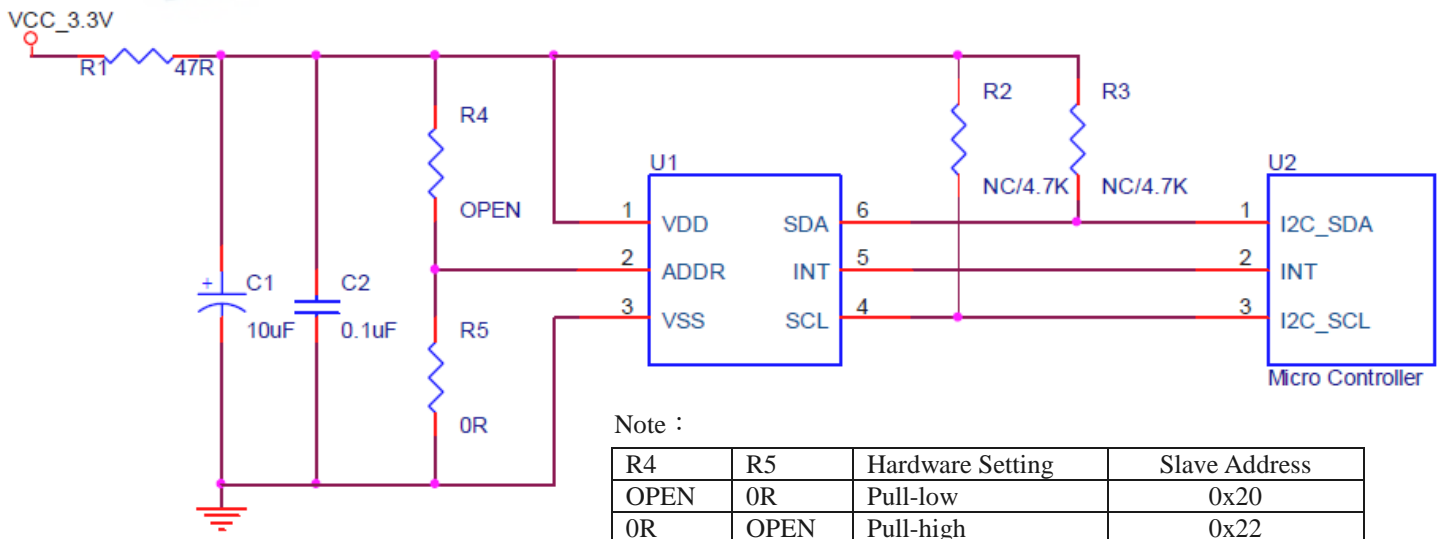 VCC_3.3V
R1
47R
R4
OPEN
R2
R3
NC/4.7K
NC/4.7K
U1
U2
1
VDD
SDA
6
1
I2C_SDA
2
ADDR
INT
5
2
INT
3
VSS
SCL
4
3
I2C_SCL
Micro Controller
+
C1
10uF
C2
0.1uF
R5
0R
Note：
R4 R5 Hardware Setting Slave Address
OPEN 0R Pull-low 0x20
0R OPEN Pull-high 0x22